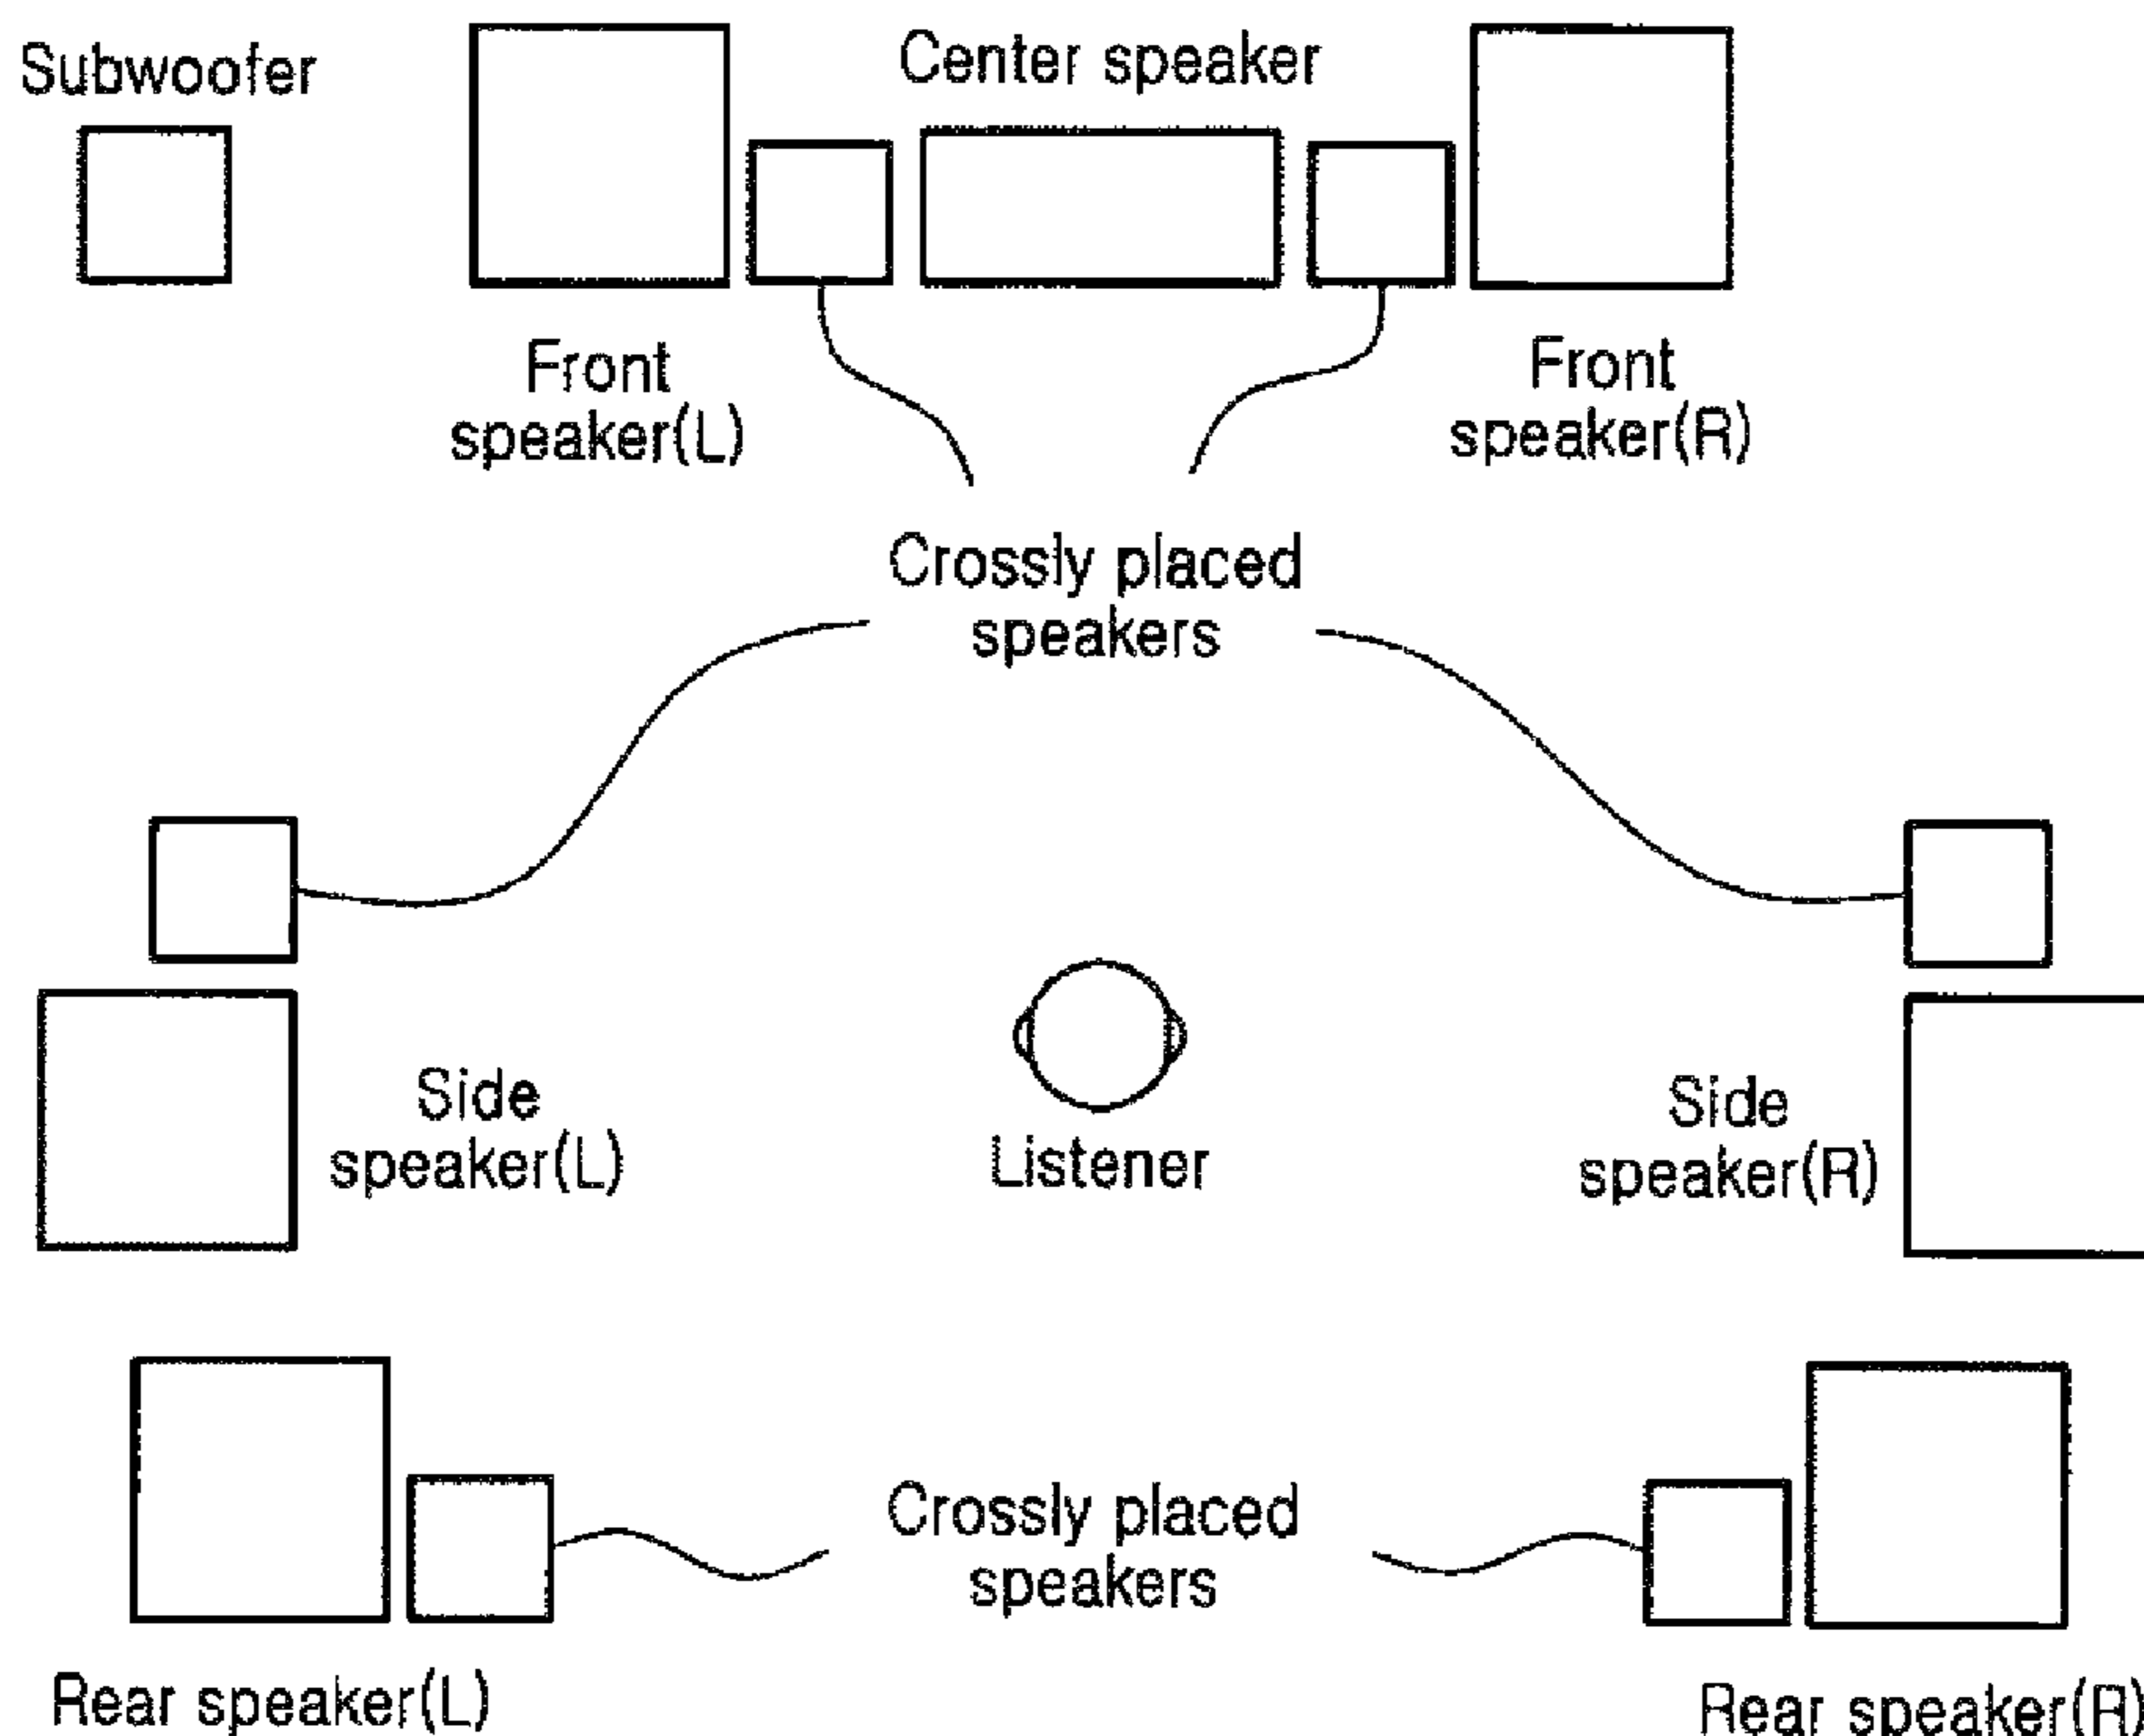 Subwoofer
Center speaker
Front
speaker(L)
Front
speaker(R)
Crossly placed
speakers
Side
speaker(L)
Listener
Side
speaker(R)
Crossly placed
speakers
Rear speaker(L)
Rear speaker(R)